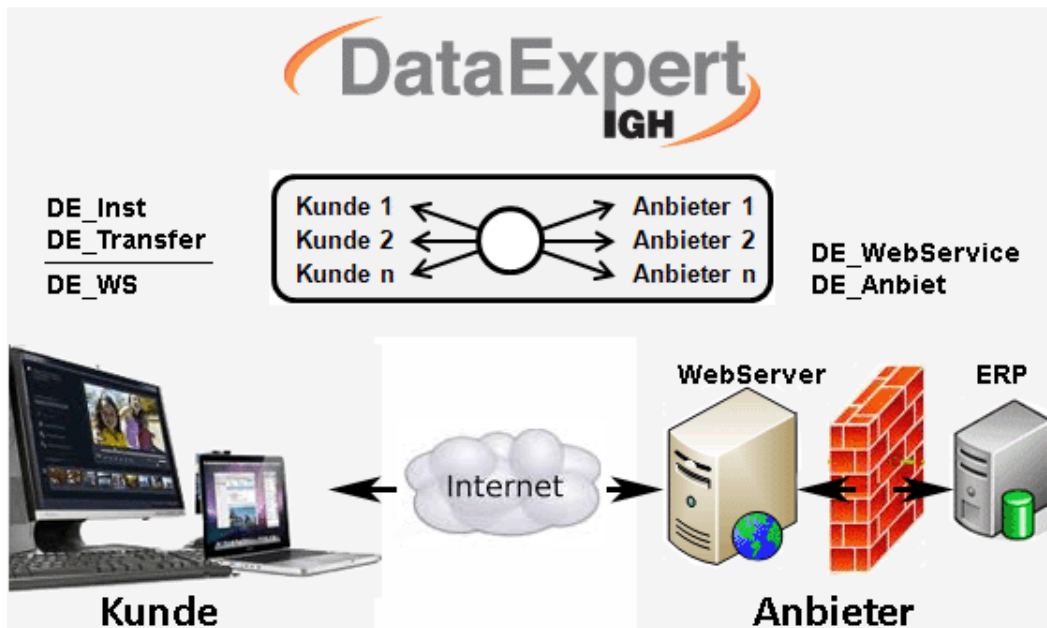 DataExpert
IGH
DE_Inst
DE_Transfer
DE_WS
Kunde 1
Kunde 2
Kunde n
Anbieter 1
Anbieter 2
Anbieter n
DE_WebService
DE_Anbiet
WebServer
ERP
Internet
Kunde
Anbieter